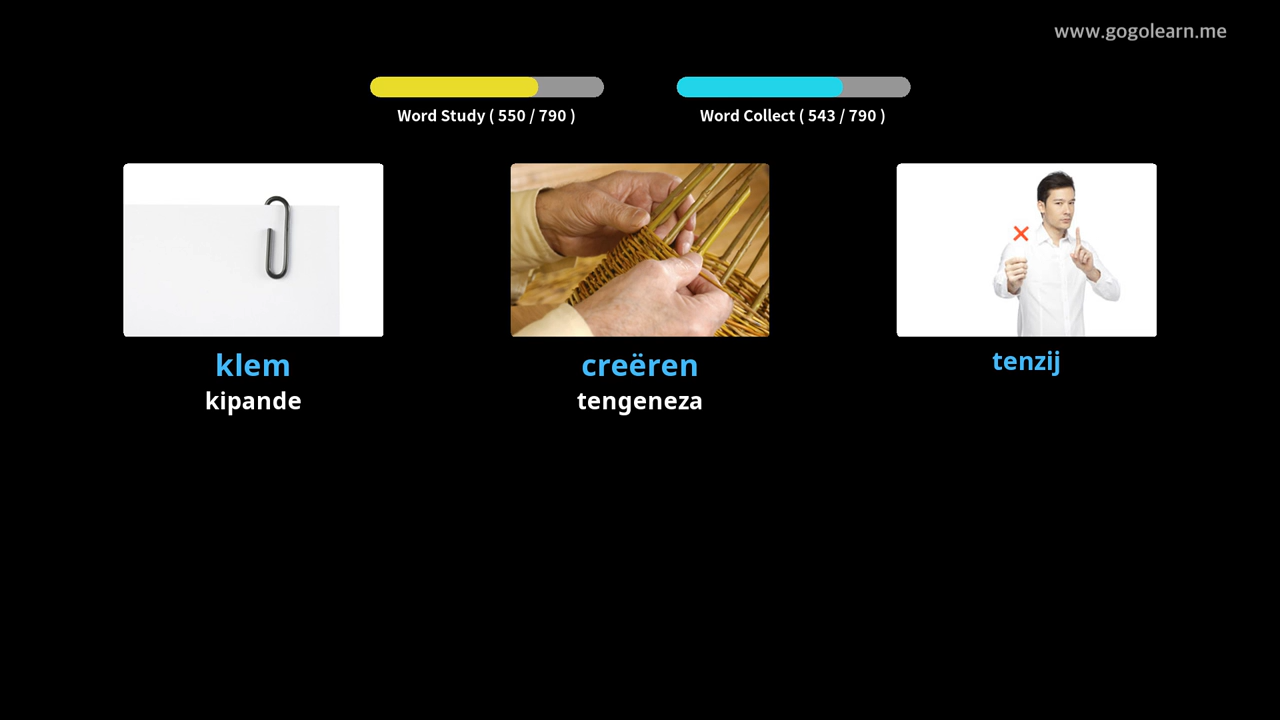 www.gogolearn.me
Word Study ( 550 / 790 )
Word Collect ( 543 / 790 )
klem
kipande
creëren
tengeneza
tenzij